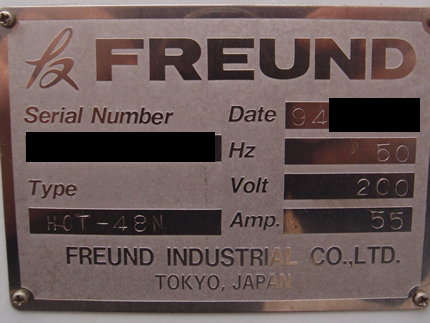 FREUND
Serial Number Date 94
Hz 50
Type Volt 200
HCT-48N Amp. 55
FREUND INDUSTRIAL CO.,LTD.
TOKYO, JAPAN